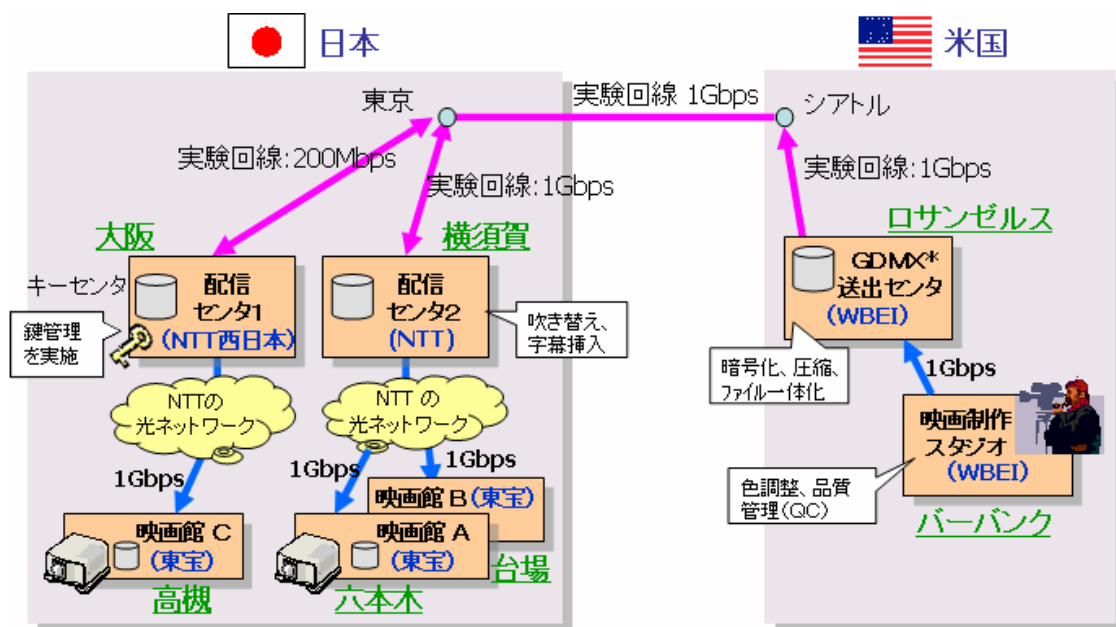 日本
米国
東京
実験回線 1Gbps
シアトル
実験回線:200Mbps
実験回線:1Gbps
実験回線:1Gbps
大阪
横須賀
ロサンゼルス
キーセンタ
配信
センタ1
(NTT西日本)
配信
センタ2
(NTT)
GDMX*
送出センタ
(WBEI)
鍵管理
を実施
吹き替え、
字幕挿入
暗号化、圧縮、
ファイル一体化
1Gbps
NTTの
光ネットワーク
NTT の
光ネットワーク
映画制作
スタジオ
(WBEI)
1Gbps
1Gbps
1Gbps
色調整、品質
管理(QC)
映画館 B(東宝)
映画館 C
(東宝)
映画館 A
(東宝)
バーバンク
台場
高槻
六本木